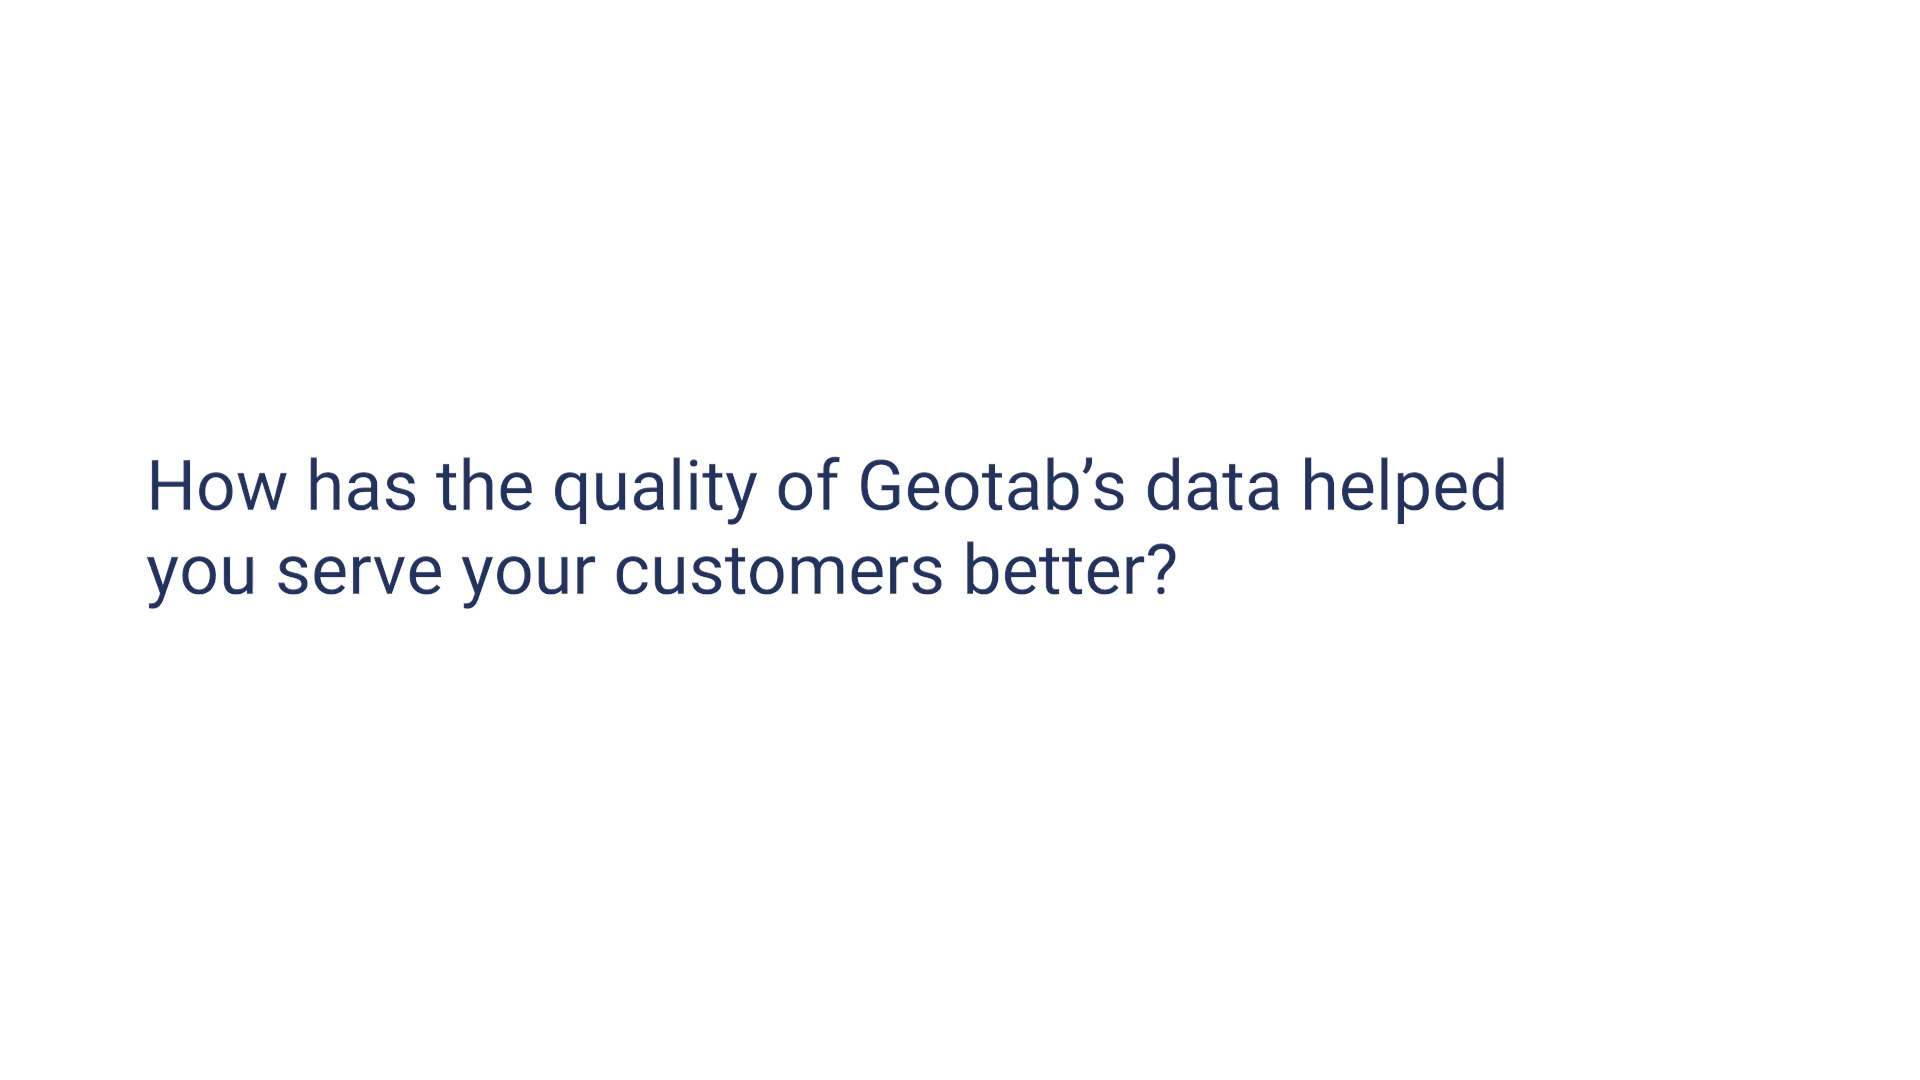 How has the quality of Geotab’s data helped
you serve your customers better?